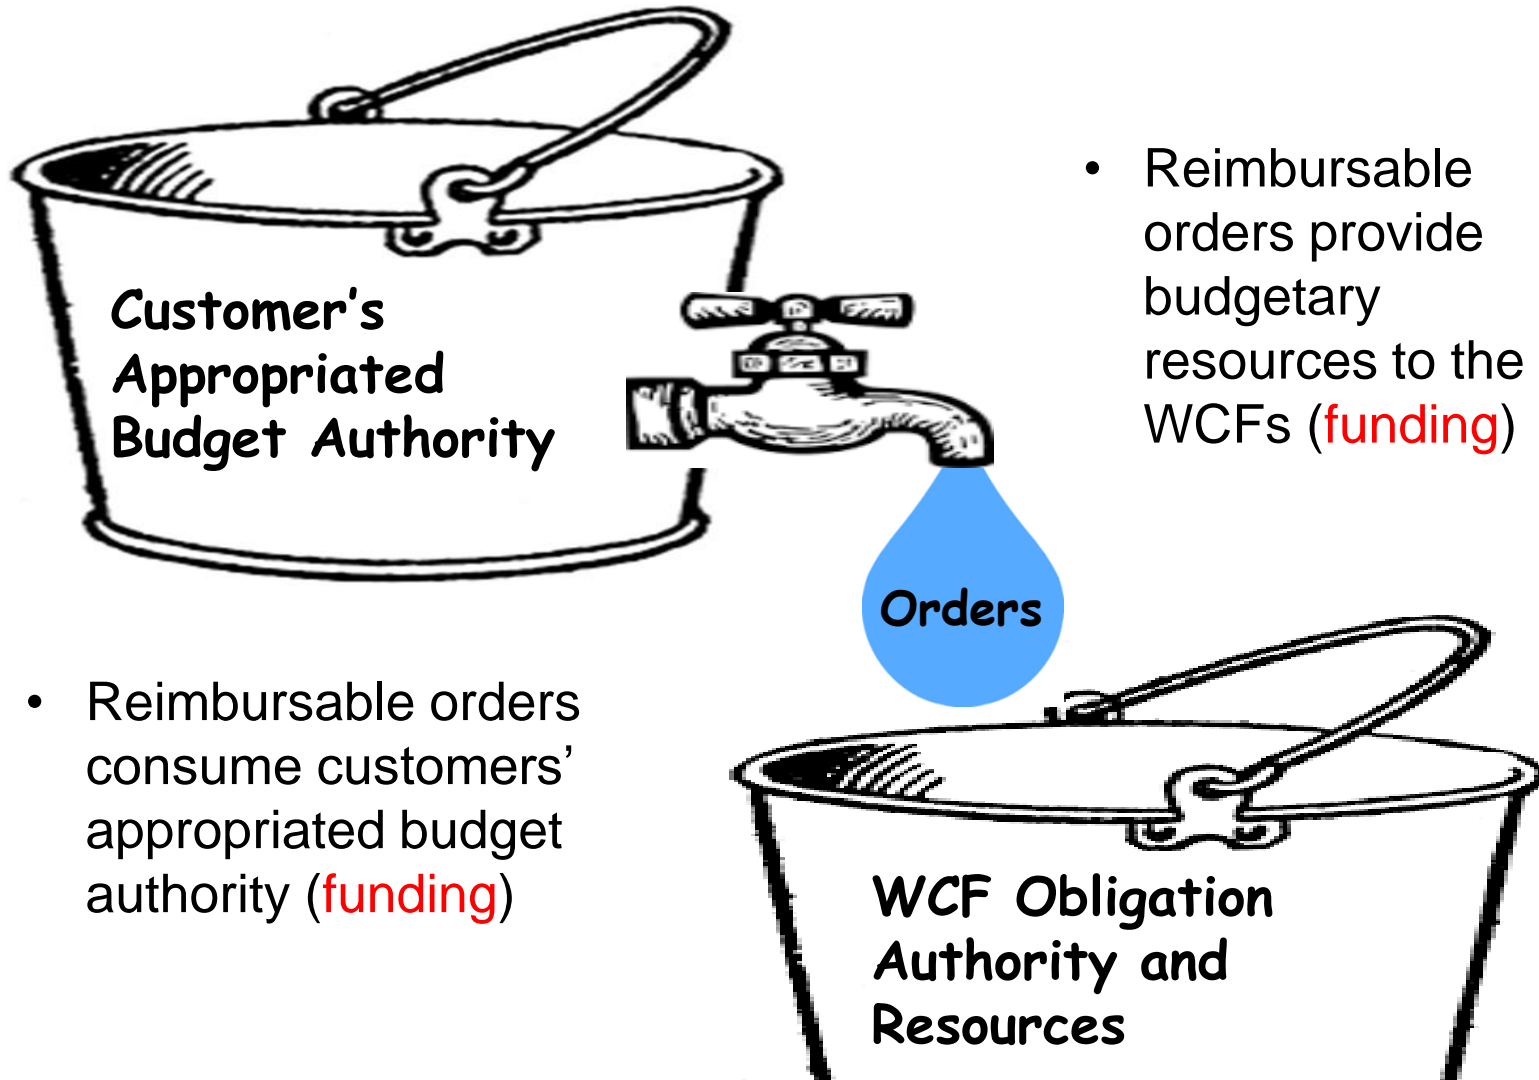 Customer’s
Appropriated
Budget Authority
• Reimbursable
orders provide
budgetary
resources to the
WCFs (funding)
Orders
• Reimbursable orders
consume customers’
appropriated budget
authority (funding)
WCF Obligation
Authority and
Resources